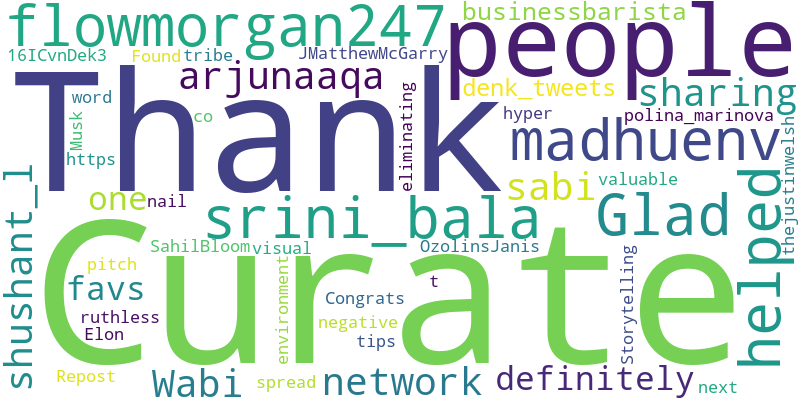 flowmorgan247
businessbarista
people
16ICvnDek3
Found
tribe
JMatthewMcGarry
arjunaaqa
denk_tweets
sharing
Thank
word
Musk
co
https
eliminating
hyper
polina_marinova
madhuenv
thejustinwelsh
shushant_l
one
nail
srini_bala
sabi
valuable
Glad
helped
Curate
SahilBloom
visual
OzolinsJanis
pitch
favs
environment
t
Storytelling
Congrats
ruthless
Elon
negative
tips
Repost
Wabi
spread
network
definitely
next